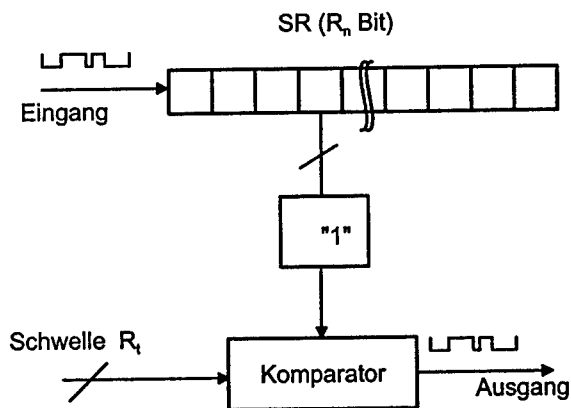 SR (Rn Bit)
Eingang
"1"
Schwelle Rt
Komparator
Ausgang